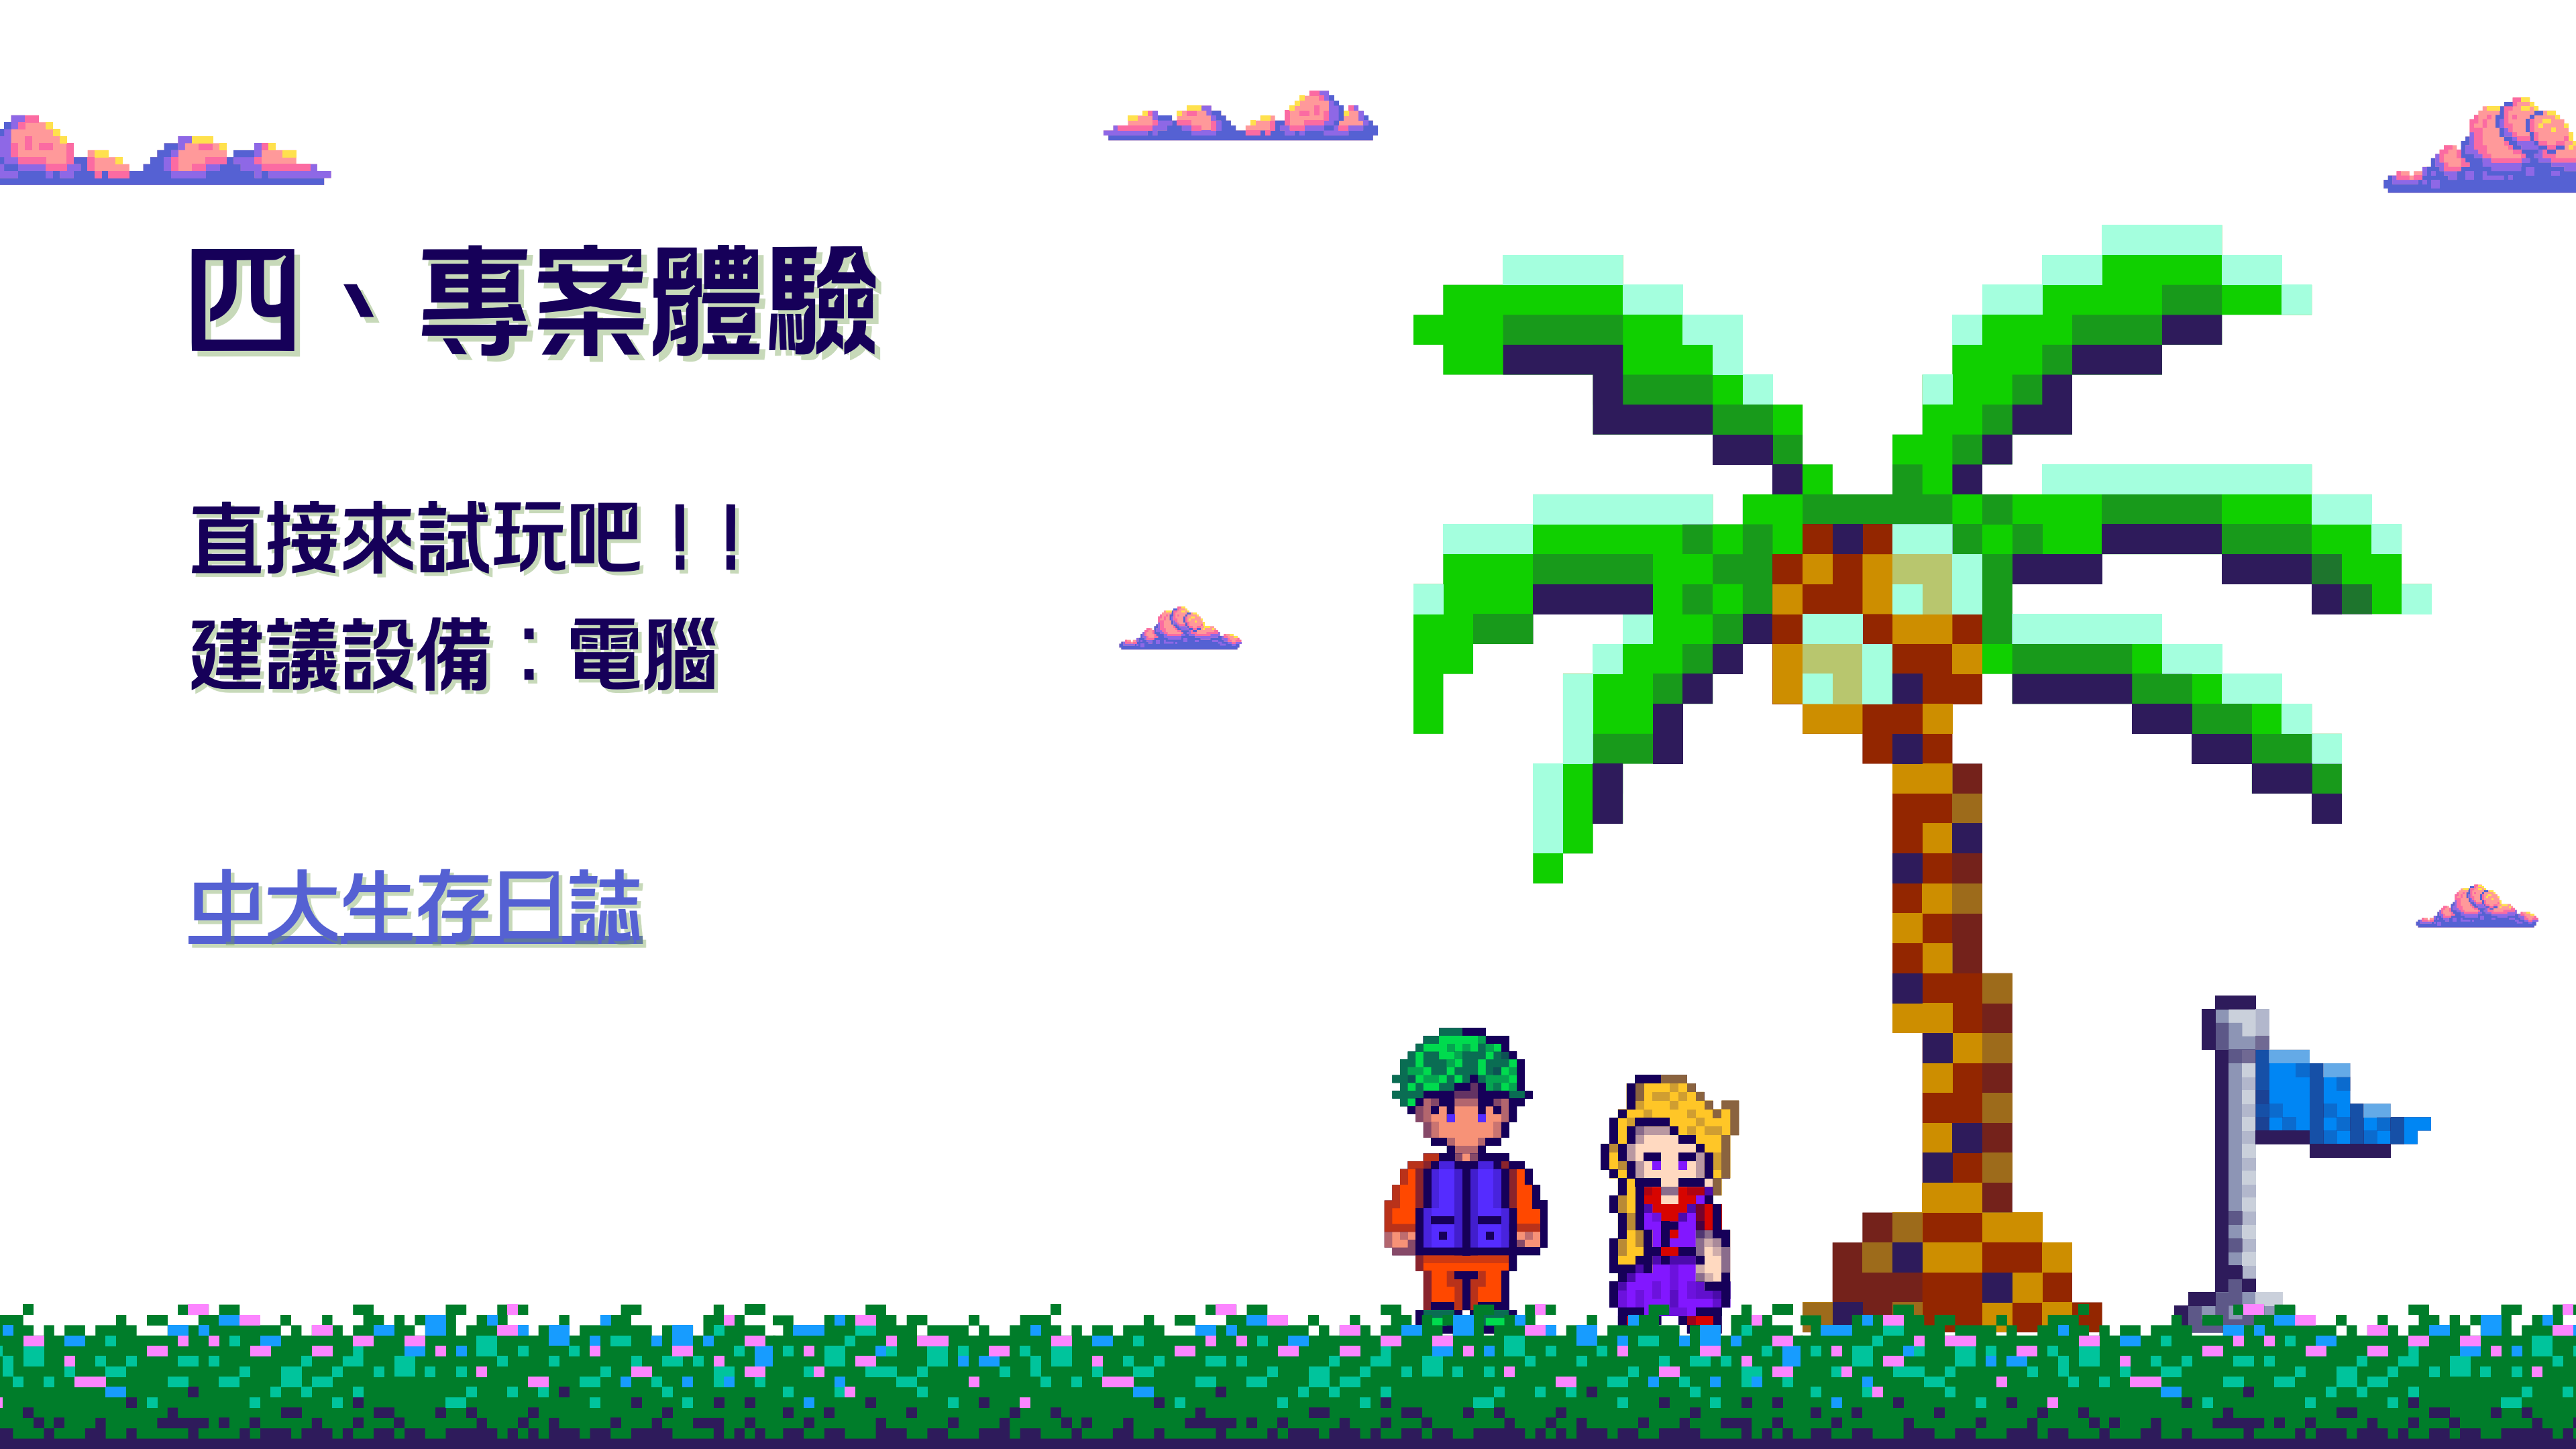 四、專案體驗
直接來試玩吧！！
建議設備：電腦
中大生存日誌